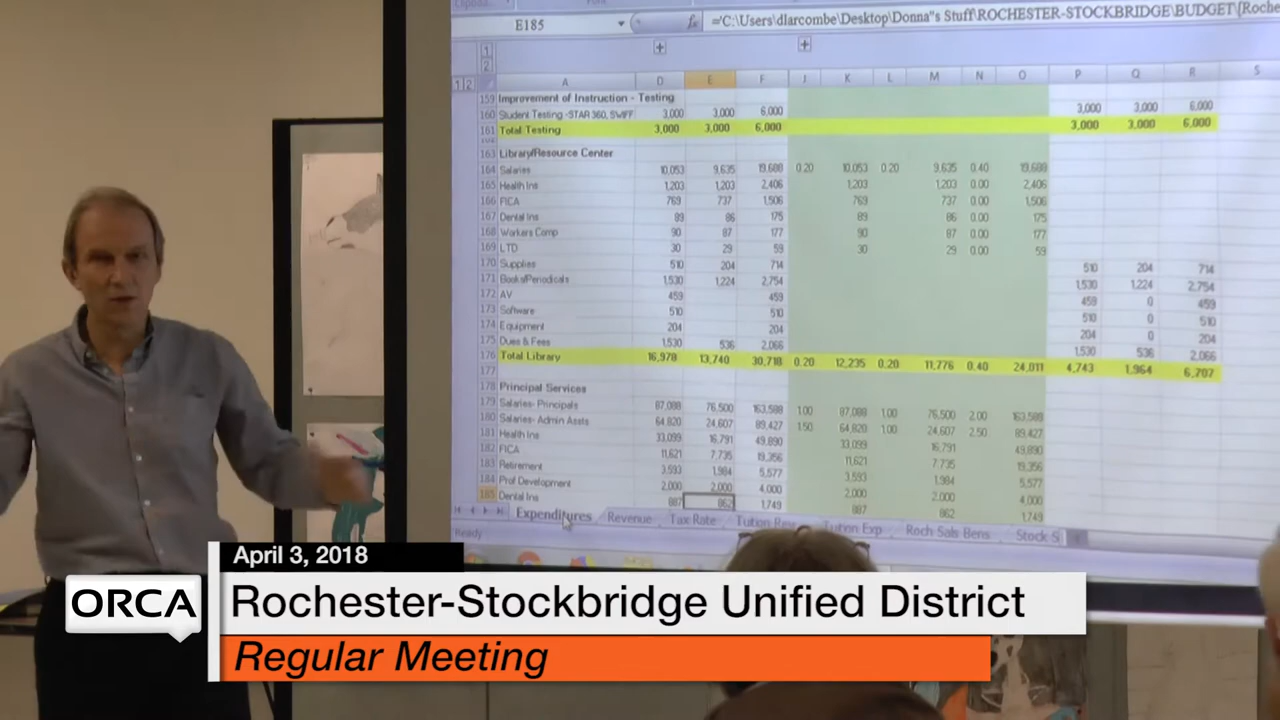 E185 fx ='C:\Users\dlarcombe\Desktop\Donna"s Stuff\ROCHESTER-STOCKBRIDGE\BUDGET\[Roche
1
2
1 2 A D E F J K L M N O P Q R S
159 Improvement of Instruction - Testing
160 Student Testing -STAR 360, SWIFF 3,000 3,000 6,000 3,000 3,000 6,000
161 Total Testing 3,000 3,000 6,000 3,000 3,000 6,000
163 Library/Resource Center
164 Salaries 10,053 9,635 19,688 0.20 10,053 0.20 9,635 0.40 19,688
165 Health Ins 1,203 1,203 2,406 1,203 1,203 0.00 2,406
166 FICA 769 737 1,506 769 737 0.00 1,506
167 Dental Ins 89 86 175 89 86 0.00 175
168 Workers Comp 90 87 177 90 87 0.00 177
169 LTD 30 29 59 30 29 0.00 59
170 Supplies 510 204 714 510 204 714
171 Books/Periodicals 1,530 1,224 2,754 1,530 1,224 2,754
172 AV 459 459 459 0 459
173 Software 510 510 510 0 510
174 Equipment 204 204 204 0 204
175 Dues & Fees 1,530 536 2,066 1,530 536 2,066
176 Total Library 16,978 13,740 30,718 0.20 12,235 0.20 11,776 0.40 24,011 4,743 1,964 6,707
177
178 Principal Services
179 Salaries- Principals 87,088 76,500 163,588 1.00 87,088 1.00 76,500 2.00 163,588
180 Salaries- Admin Assts 64,820 24,607 89,427 1.50 64,820 1.00 24,607 2.50 89,427
181 Health Ins 33,099 16,791 49,890 33,099 16,791 49,890
182 FICA 11,621 7,735 19,356 11,621 7,735 19,356
183 Retirement 3,593 1,984 5,577 3,593 1,984 5,577
184 Prof Development 2,000 2,000 4,000 2,000 2,000 4,000
185 Dental Ins 887 862 1,749 887 862 1,749
Expenditures Revenue Tax Rate Tution Rev Tution Exp Roch Sals Bens Stock S
Ready
April 3, 2018
ORCA
Rochester-Stockbridge Unified District
Regular Meeting